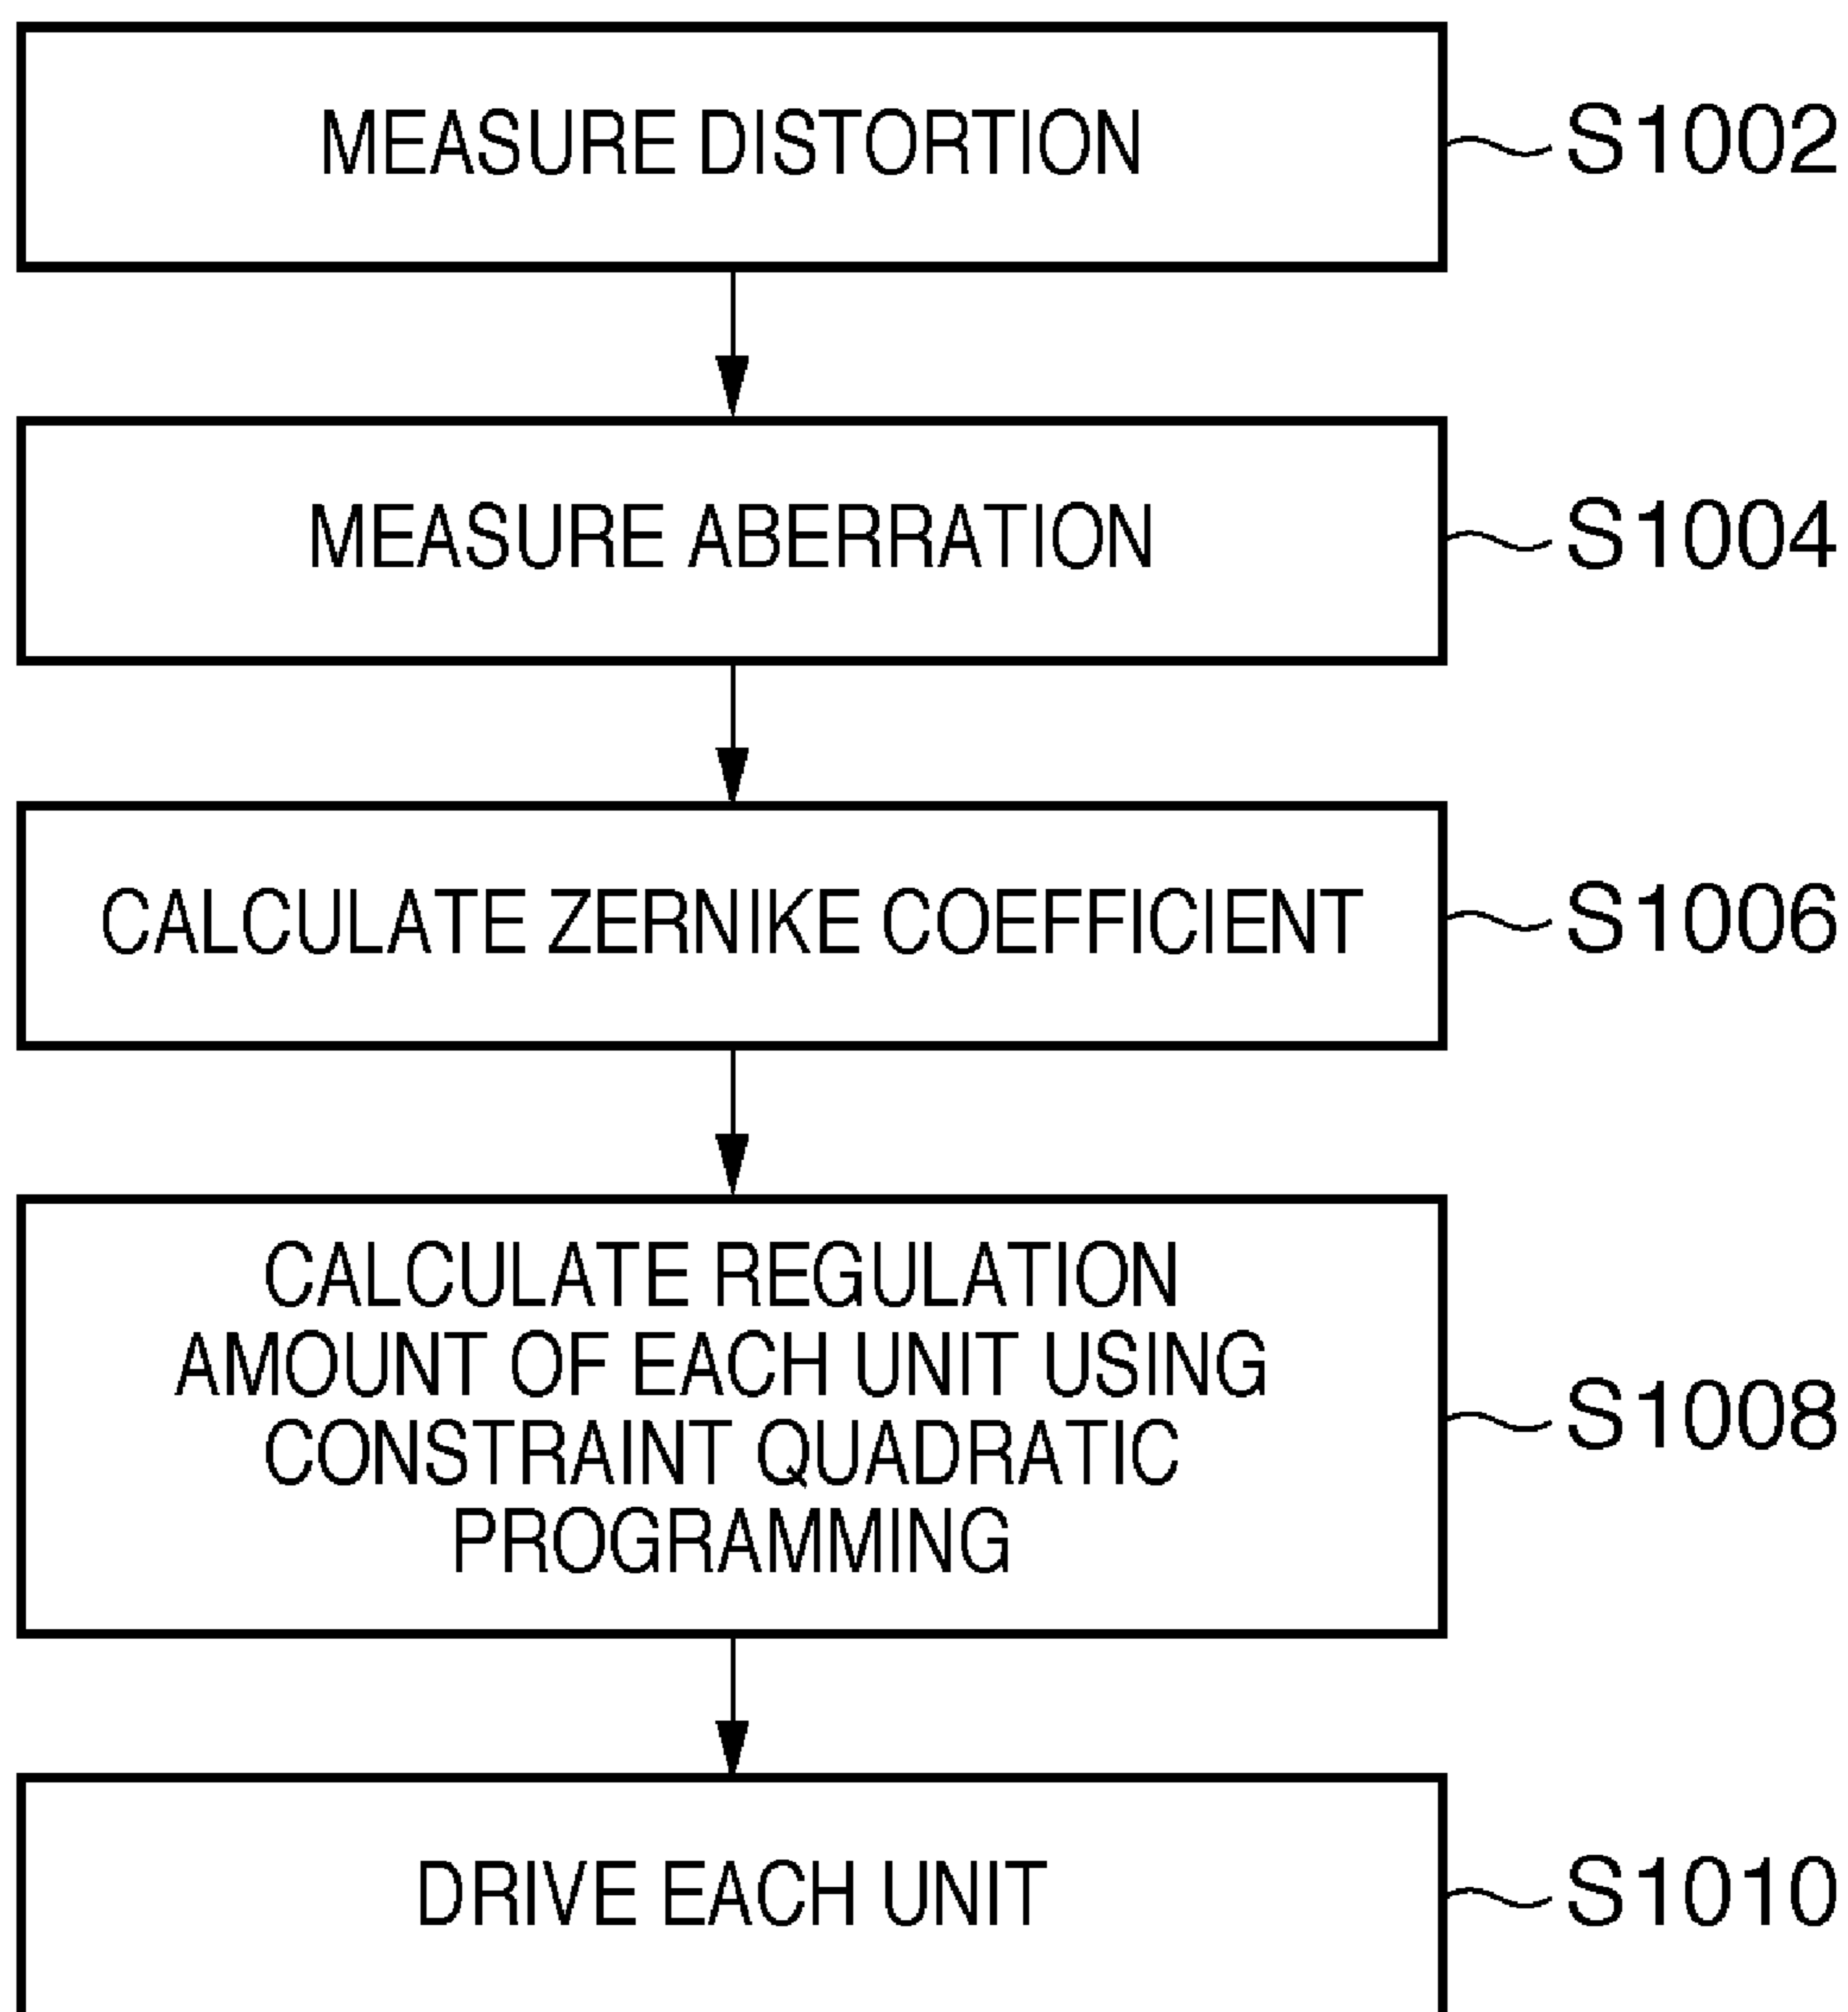 MEASURE DISTORTION
S1002
MEASURE ABERRATION
S1004
CALCULATE ZERNIKE COEFFICIENT
S1006
CALCULATE REGULATION
AMOUNT OF EACH UNIT USING
CONSTRAINT QUADRATIC
PROGRAMMING
S1008
DRIVE EACH UNIT
S1010